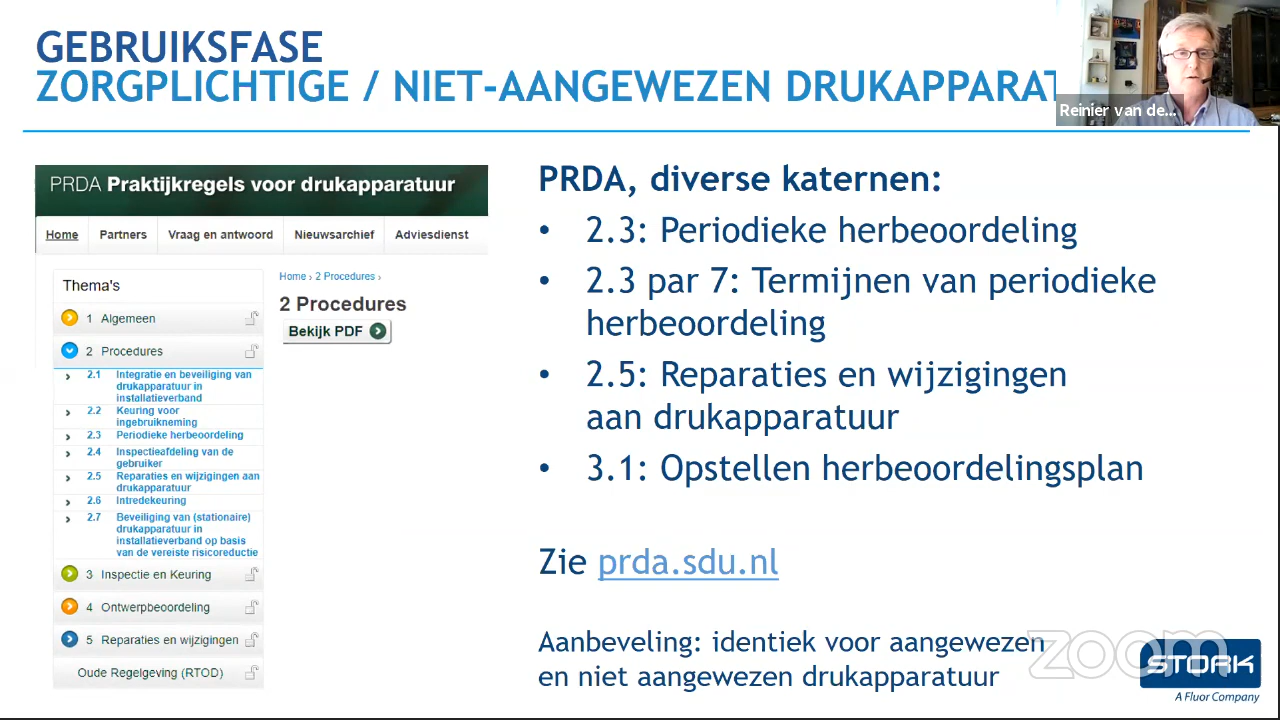 GEBRUIKSFASE
ZORGPLICHTIGE / NIET-AANGEWEZEN DRUKAPPARAT
Reinier van de...
PRDA Praktijkregels voor drukapparatuur
Home Partners Vraag en antwoord Nieuwsarchief Adviesdienst
Thema's
1 Algemeen
2 Procedures
2.1 Integratie en beveiliging van
drukapparatuur in
installatieverband
2.2 Keuring voor
ingebruikneming
2.3 Periodieke herbeoordeling
2.4 Inspectieafdeling van de
gebruiker
2.5 Reparaties en wijzigingen aan
drukapparatuur
2.6 Intredekeuring
2.7 Beveiliging van (stationaire)
drukapparatuur in
installatieverband op basis
van de vereiste risicoreductie
3 Inspectie en Keuring
4 Ontwerpbeoordeling
5 Reparaties en wijzigingen
Oude Regelgeving (RTOD)
Home › 2 Procedures ›
2 Procedures
Bekijk PDF
PRDA, diverse katernen:
• 2.3: Periodieke herbeoordeling
• 2.3 par 7: Termijnen van periodieke
herbeoordeling
• 2.5: Reparaties en wijzigingen
aan drukapparatuur
• 3.1: Opstellen herbeoordelingsplan
Zie prda.sdu.nl
Aanbeveling: identiek voor aangewezen
en niet aangewezen drukapparatuur
zoom
STORK
A Fluor Company